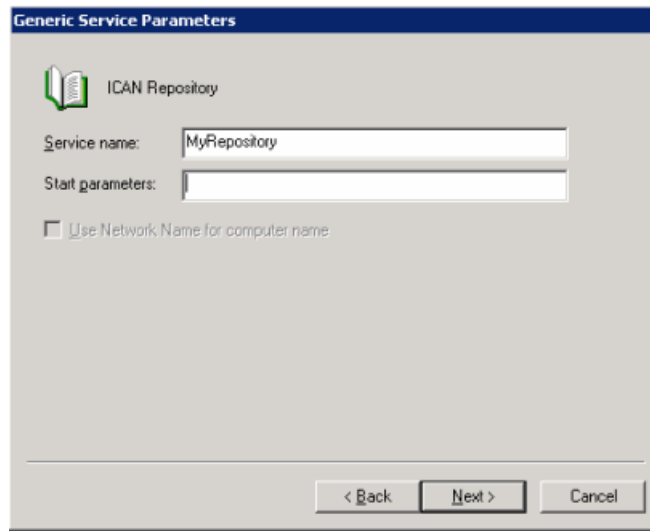 Generic Service Parameters
ICAN Repository
Service name: MyRepository
Start parameters:
Use Network Name for computer name
< Back Next > Cancel